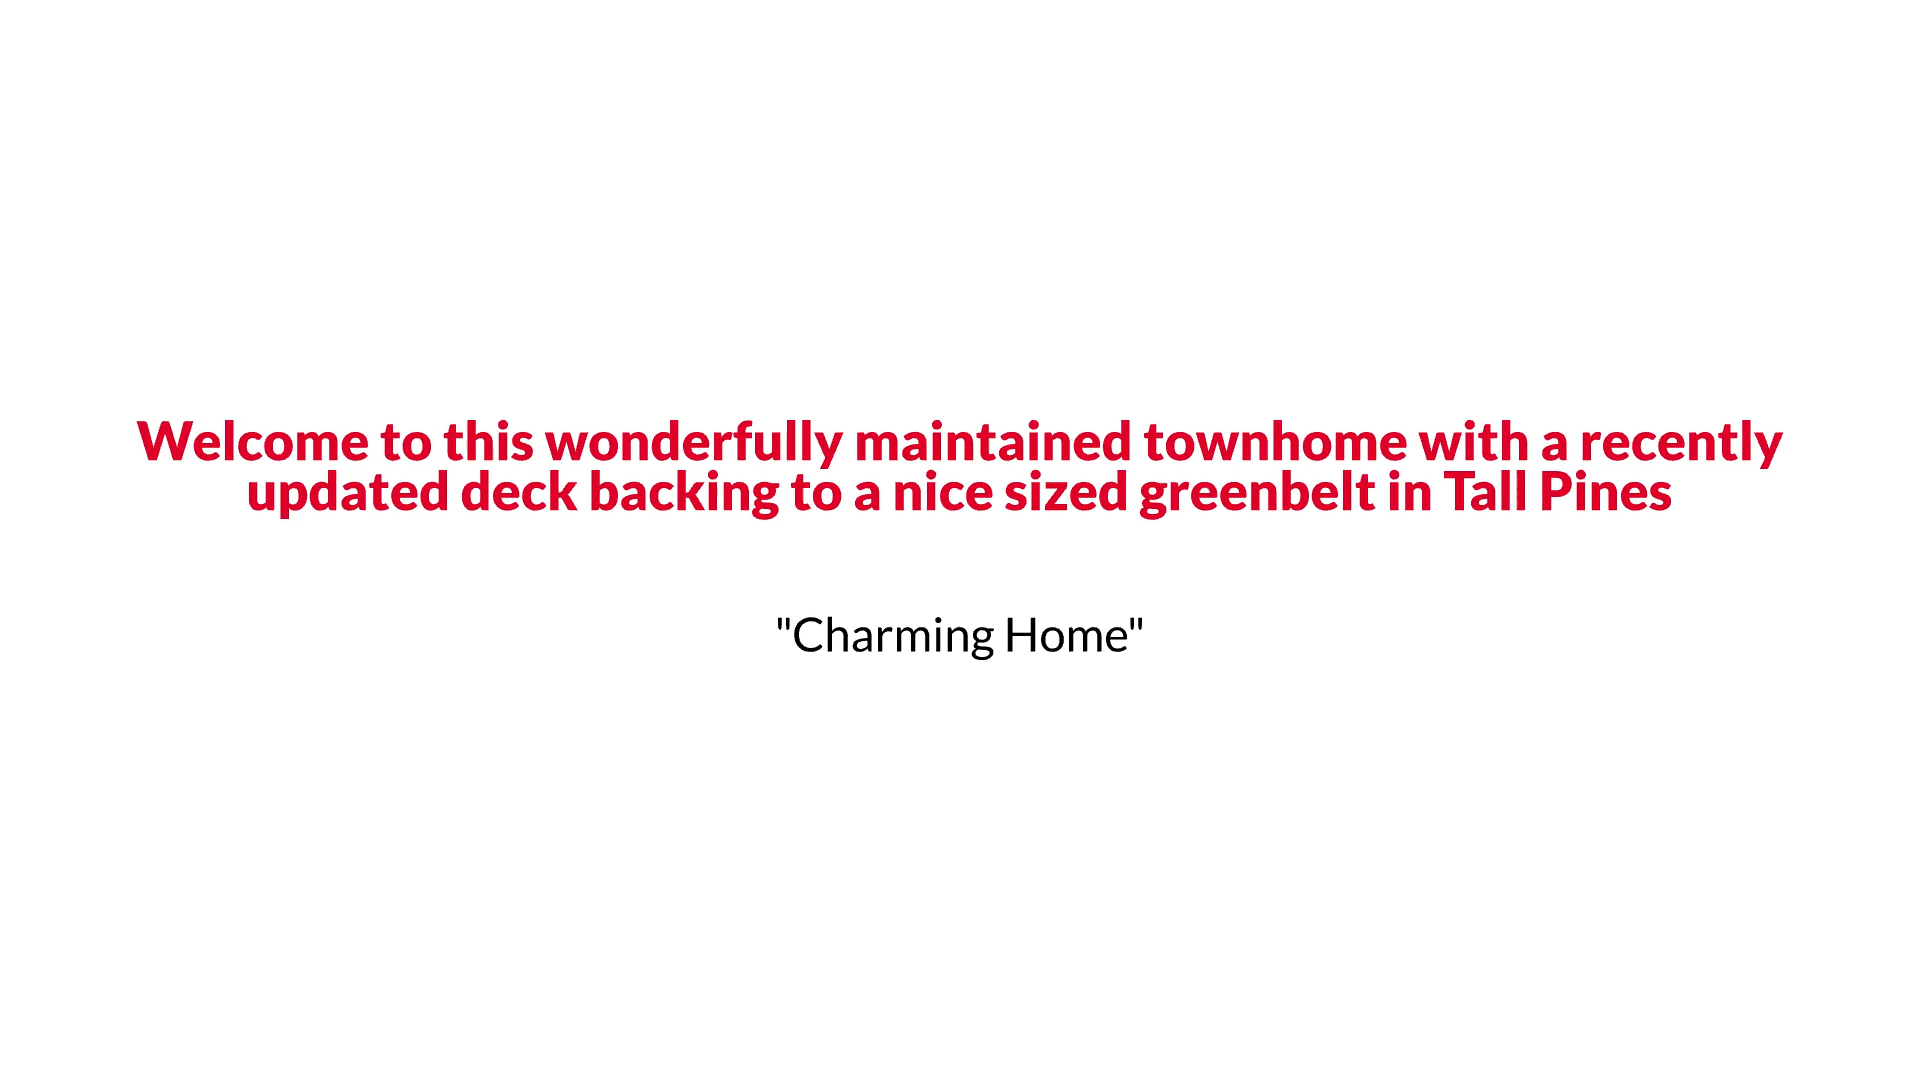 Welcome to this wonderfully maintained townhome with a recently
updated deck backing to a nice sized greenbelt in Tall Pines
"Charming Home"